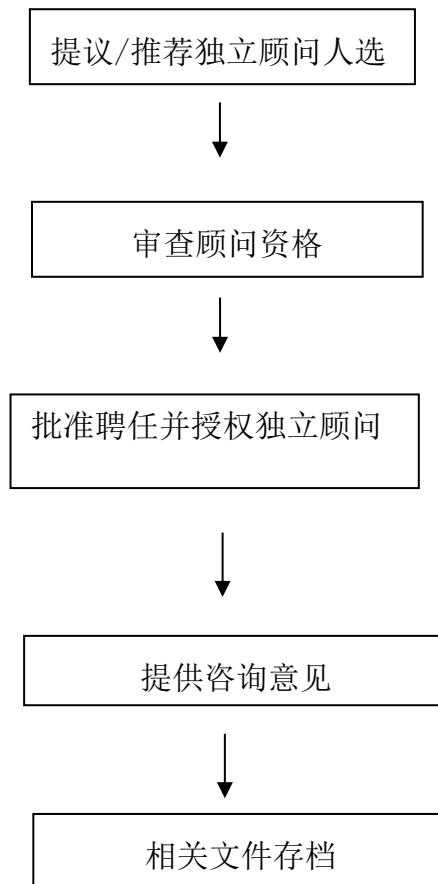 提议/推荐独立顾问人选
审查顾问资格
批准聘任并授权独立顾问
提供咨询意见
相关文件存档